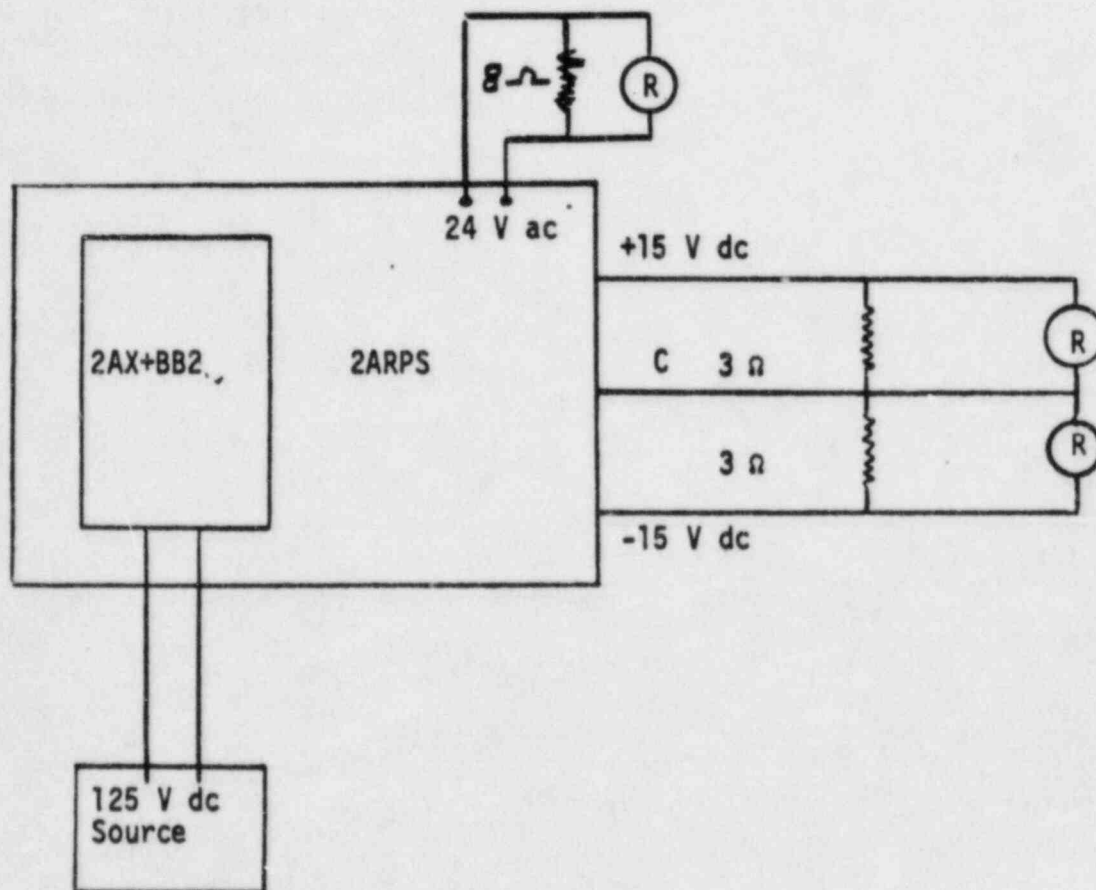 8 Ω
R
24 V ac
+15 V dc
2AX+BB2
2ARPS
C 3 Ω
R
3 Ω
R
-15 V dc
125 V dc
Source